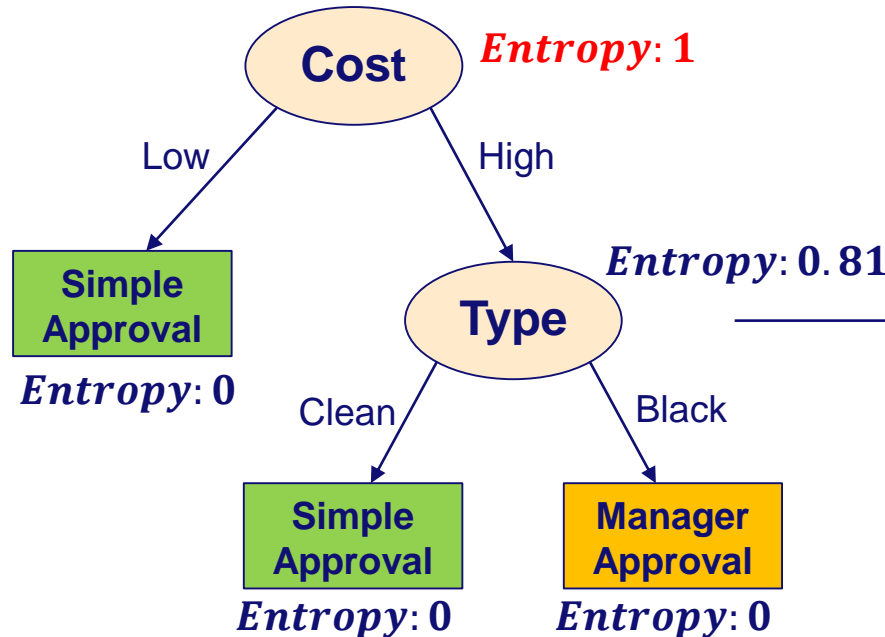 Cost
Entropy: 1
Low
High
Simple
Approval
Entropy: 0
Entropy: 0.81
Type
Clean
Black
Simple
Approval
Entropy: 0
Manager
Approval
Entropy: 0